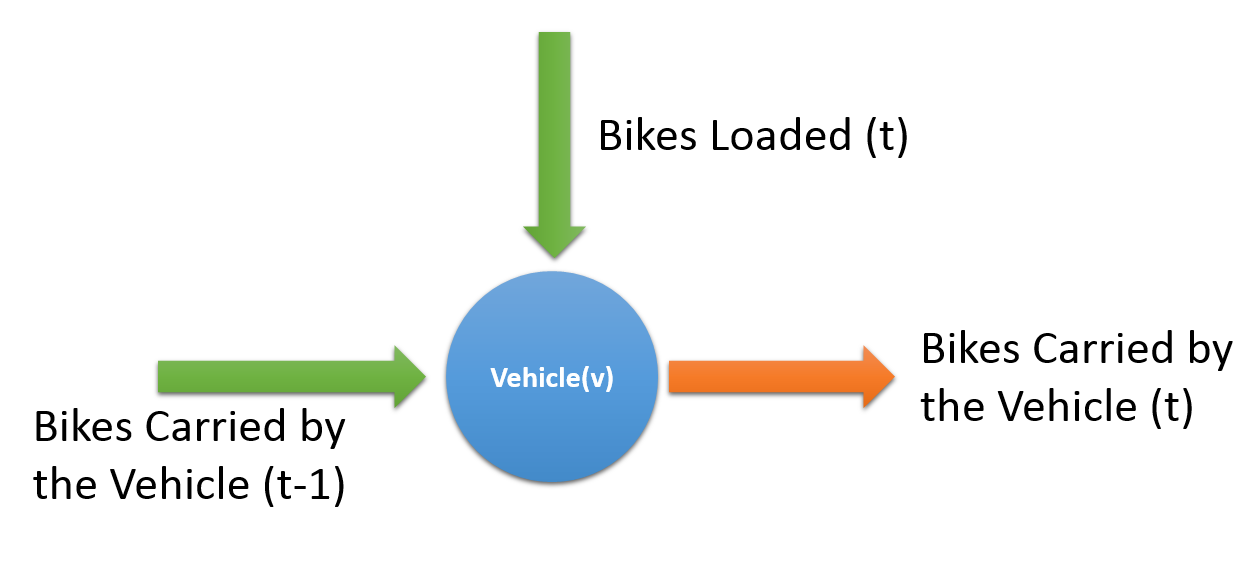 Bikes Loaded (t)
Vehicle(v)
Bikes Carried by
the Vehicle (t)
Bikes Carried by
the Vehicle (t-1)